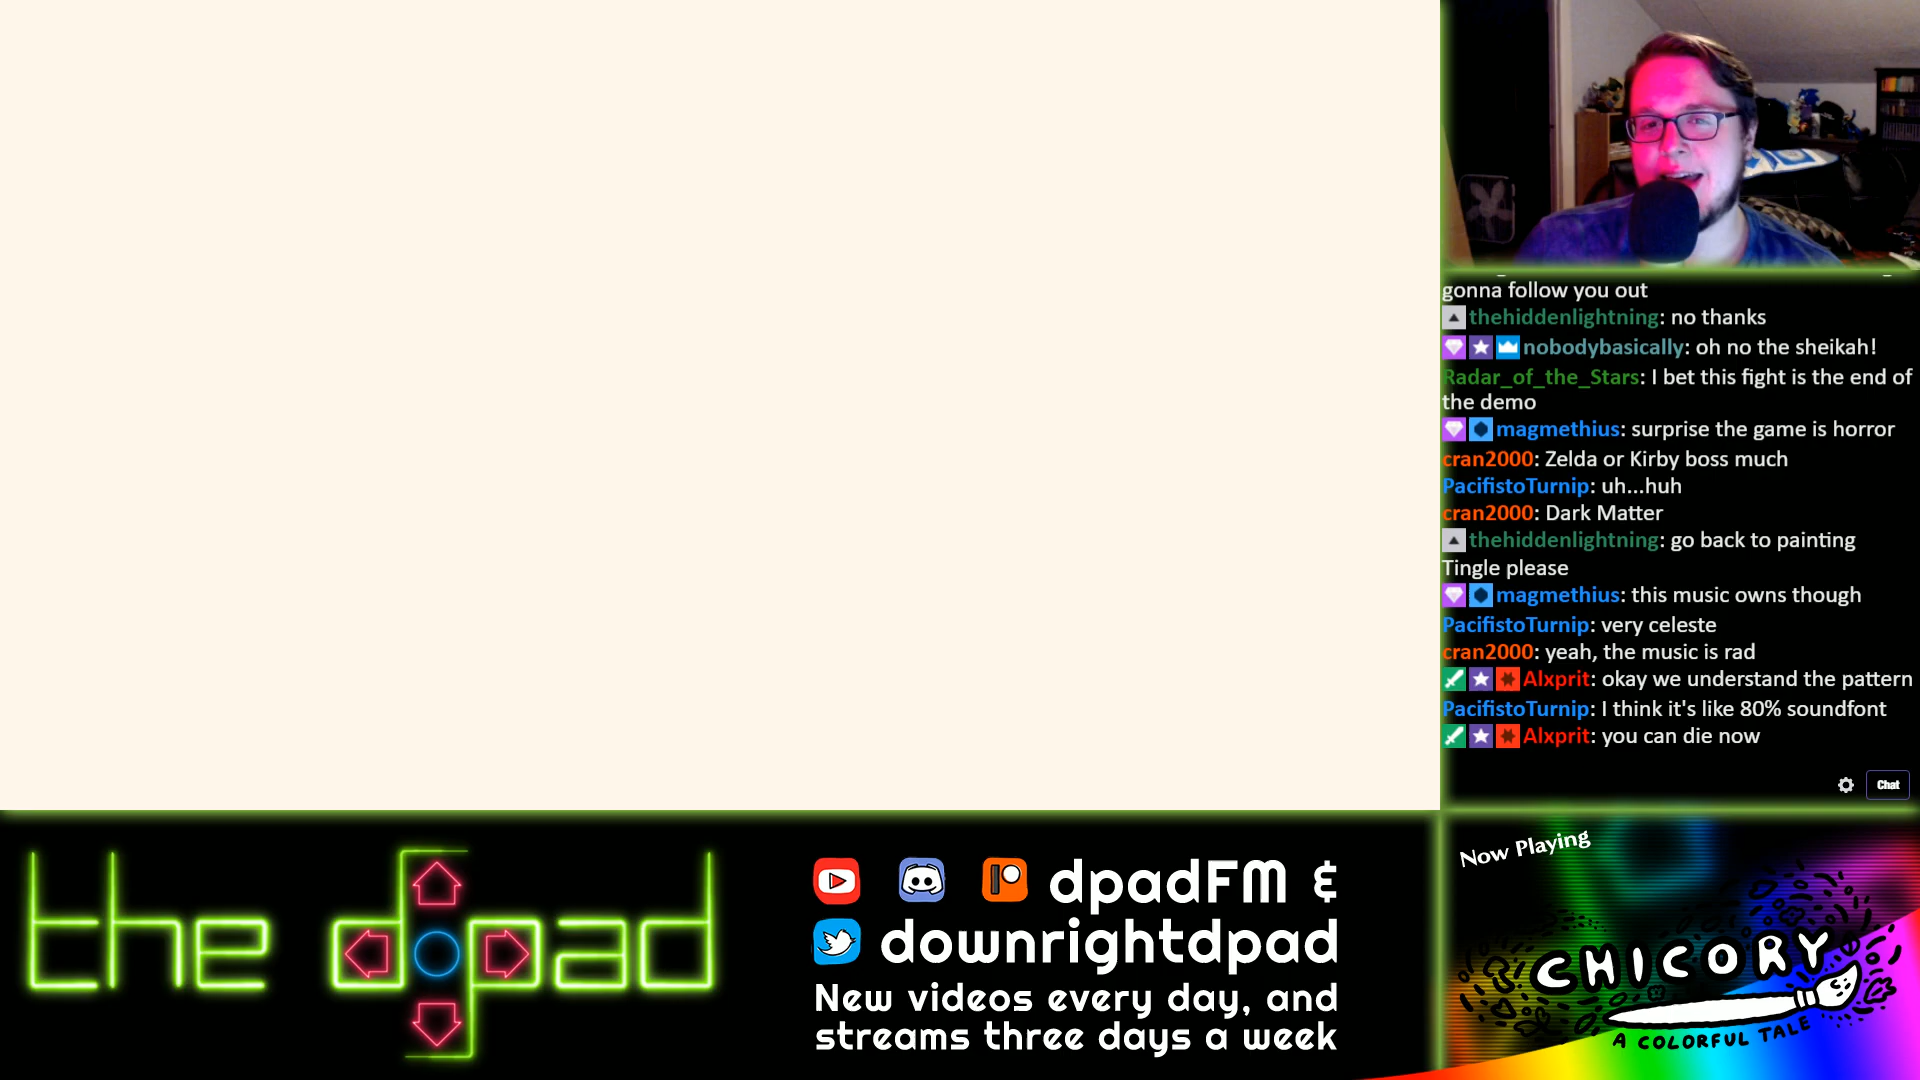 gonna follow you out
thehiddenlightning: no thanks
nobodybasically: oh no the sheikah!
Radar_of_the_Stars: I bet this fight is the end of
the demo
magmethius: surprise the game is horror
cran2000: Zelda or Kirby boss much
PacifistoTurnip: uh...huh
cran2000: Dark Matter
thehiddenlightning: go back to painting
Tingle please
magmethius: this music owns though
PacifistoTurnip: very celeste
cran2000: yeah, the music is rad
Alxprit: okay we understand the pattern
PacifistoTurnip: I think it's like 80% soundfont
Alxprit: you can die now
Chat
the dpad
dpadFM &
downrightdpad
New videos every day, and
streams three days a week
Now Playing
CHICORY
A COLORFUL TALE